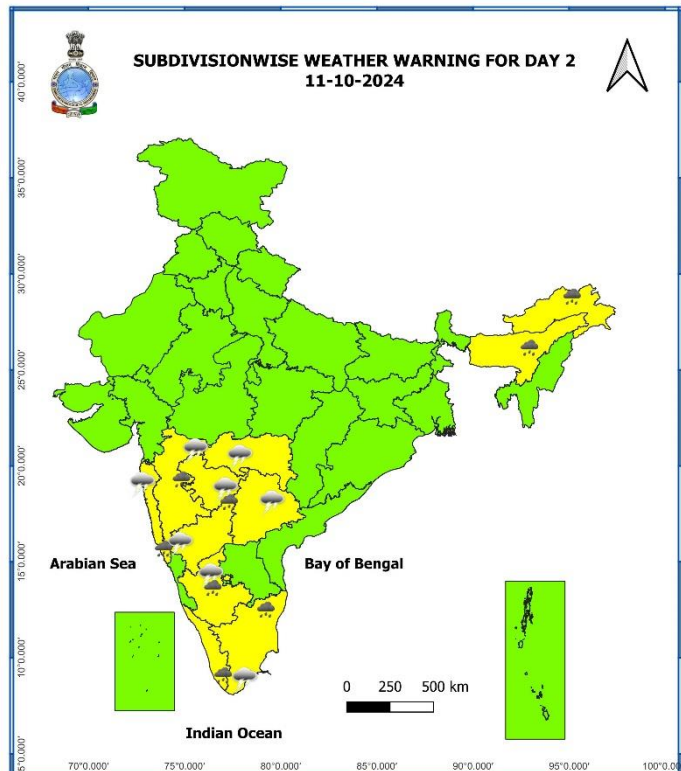 SUBDIVISIONWISE WEATHER WARNING FOR DAY 2
11-10-2024
40°0.000'
35°0.000'
30°0.000'
25°0.000'
20°0.000'
15°0.000'
10°0.000'
5°0.000'
Arabian Sea
Bay of Bengal
0 250 500 km
Indian Ocean
70°0.000' 75°0.000' 80°0.000' 85°0.000' 90°0.000' 95°0.000' 100°0.0